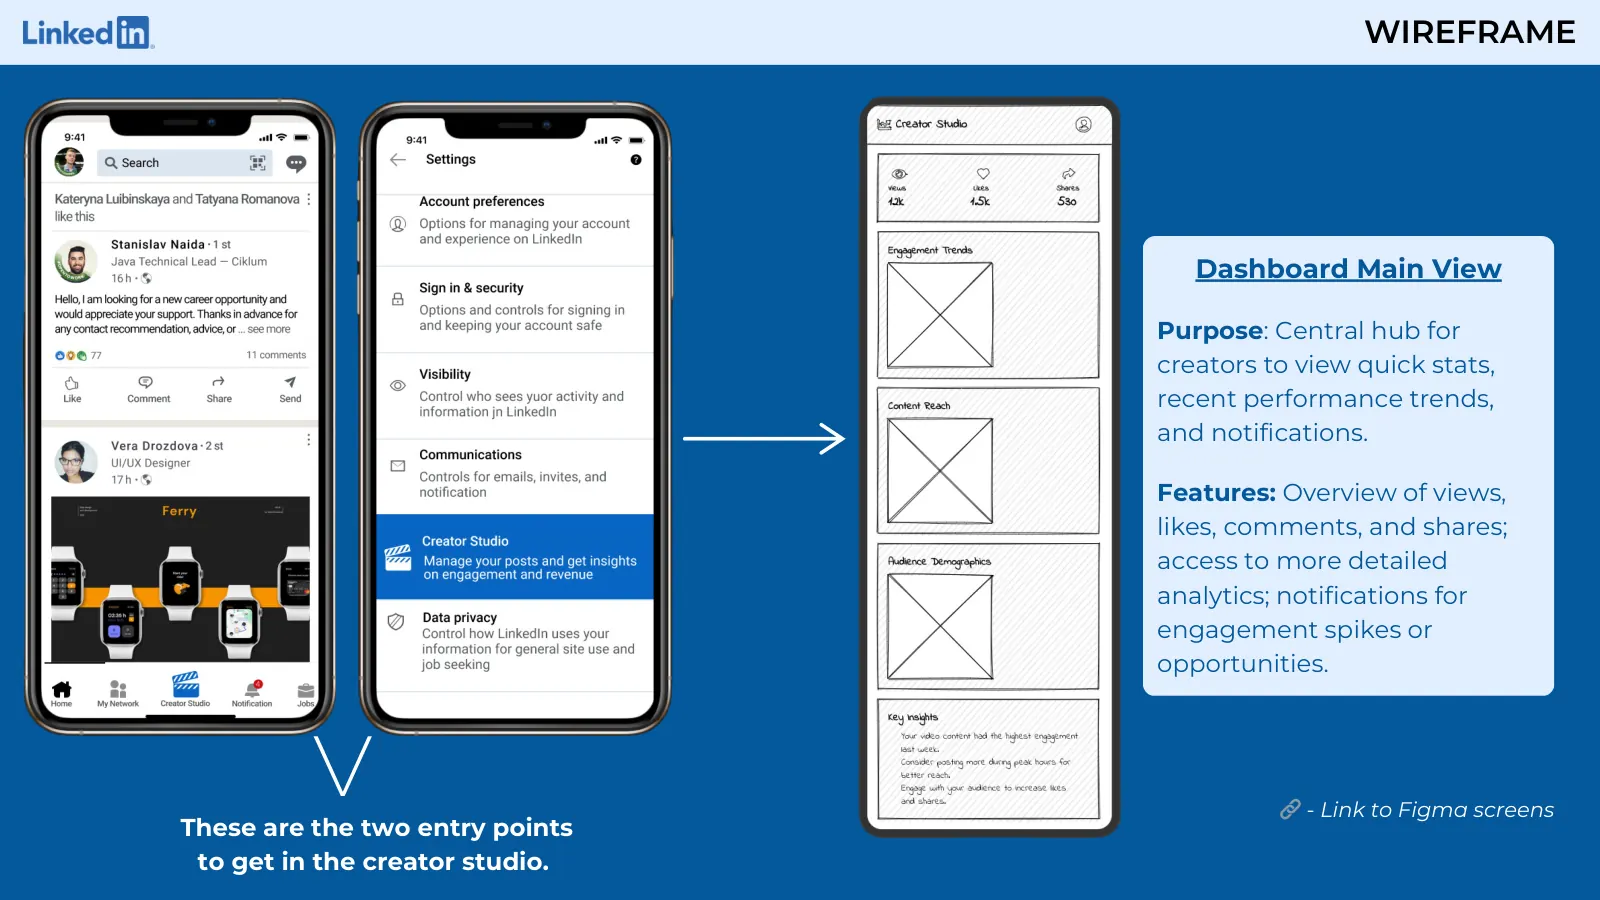 LinkedIn
WIREFRAME
9:41
Search
Kateryna Luibinskaya and Tatyana Romanova
like this
Stanislav Naida · 1 st
Java Technical Lead — Ciklum
16h ·
Hello, I am looking for a new career opportunity and
would appreciate your support. Thanks in advance for
any contact recommendation, advice, or ... see more
77
11 comments
Like
Comment
Share
Send
Vera Drozdova · 2 st
UI/UX Designer
17h ·
Ferry
4
Home
My Network
Creator Studio
Notification
Jobs
9:41
Settings
Account preferences
Options for managing your account
and experience on LinkedIn
Sign in & security
Options and controls for signing in
and keeping your account safe
Visibility
Control who sees yuor activity and
information jn LinkedIn
Communications
Controls for emails, invites, and
notification
Creator Studio
Manage your posts and get insights
on engagement and revenue
Data privacy
Control how LinkedIn uses your
information for general site use and
job seeking
These are the two entry points
to get in the creator studio.
Creator Studio
Views
Likes
Shares
1.2k
1.5k
530
Engagement Trends
Content Reach
Audience Demographics
Key Insights
Your video content had the highest engagement
last week.
Consider posting more during peak hours for
better reach.
Engage with your audience to increase likes
and shares.
Dashboard Main View
Purpose: Central hub for
creators to view quick stats,
recent performance trends,
and notifications.
Features: Overview of views,
likes, comments, and shares;
access to more detailed
analytics; notifications for
engagement spikes or
opportunities.
- Link to Figma screens